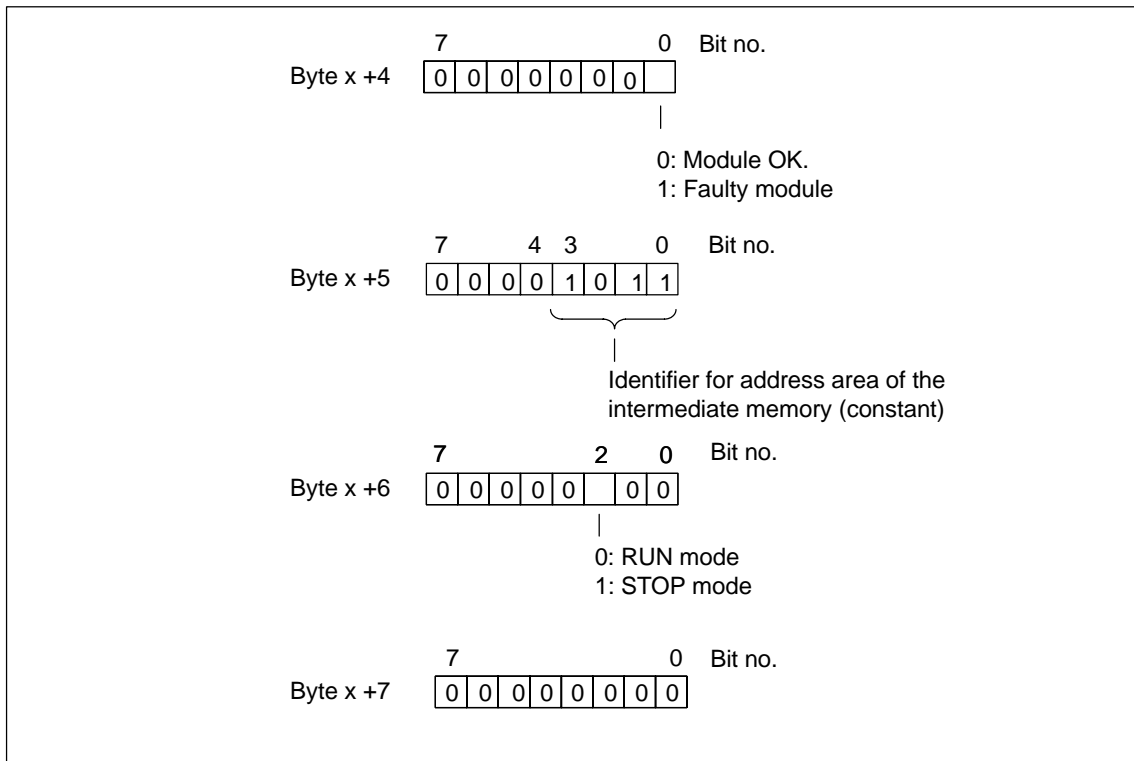 7 0 Bit no.
Byte x +4 0 0 0 0 0 0 0
0: Module OK.
1: Faulty module
7 4 3 0 Bit no.
Byte x +5 0 0 0 0 1 0 1 1
Identifier for address area of the
intermediate memory (constant)
7 2 0 Bit no.
Byte x +6 0 0 0 0 0 0 0
0: RUN mode
1: STOP mode
7 0 Bit no.
Byte x +7 0 0 0 0 0 0 0 0